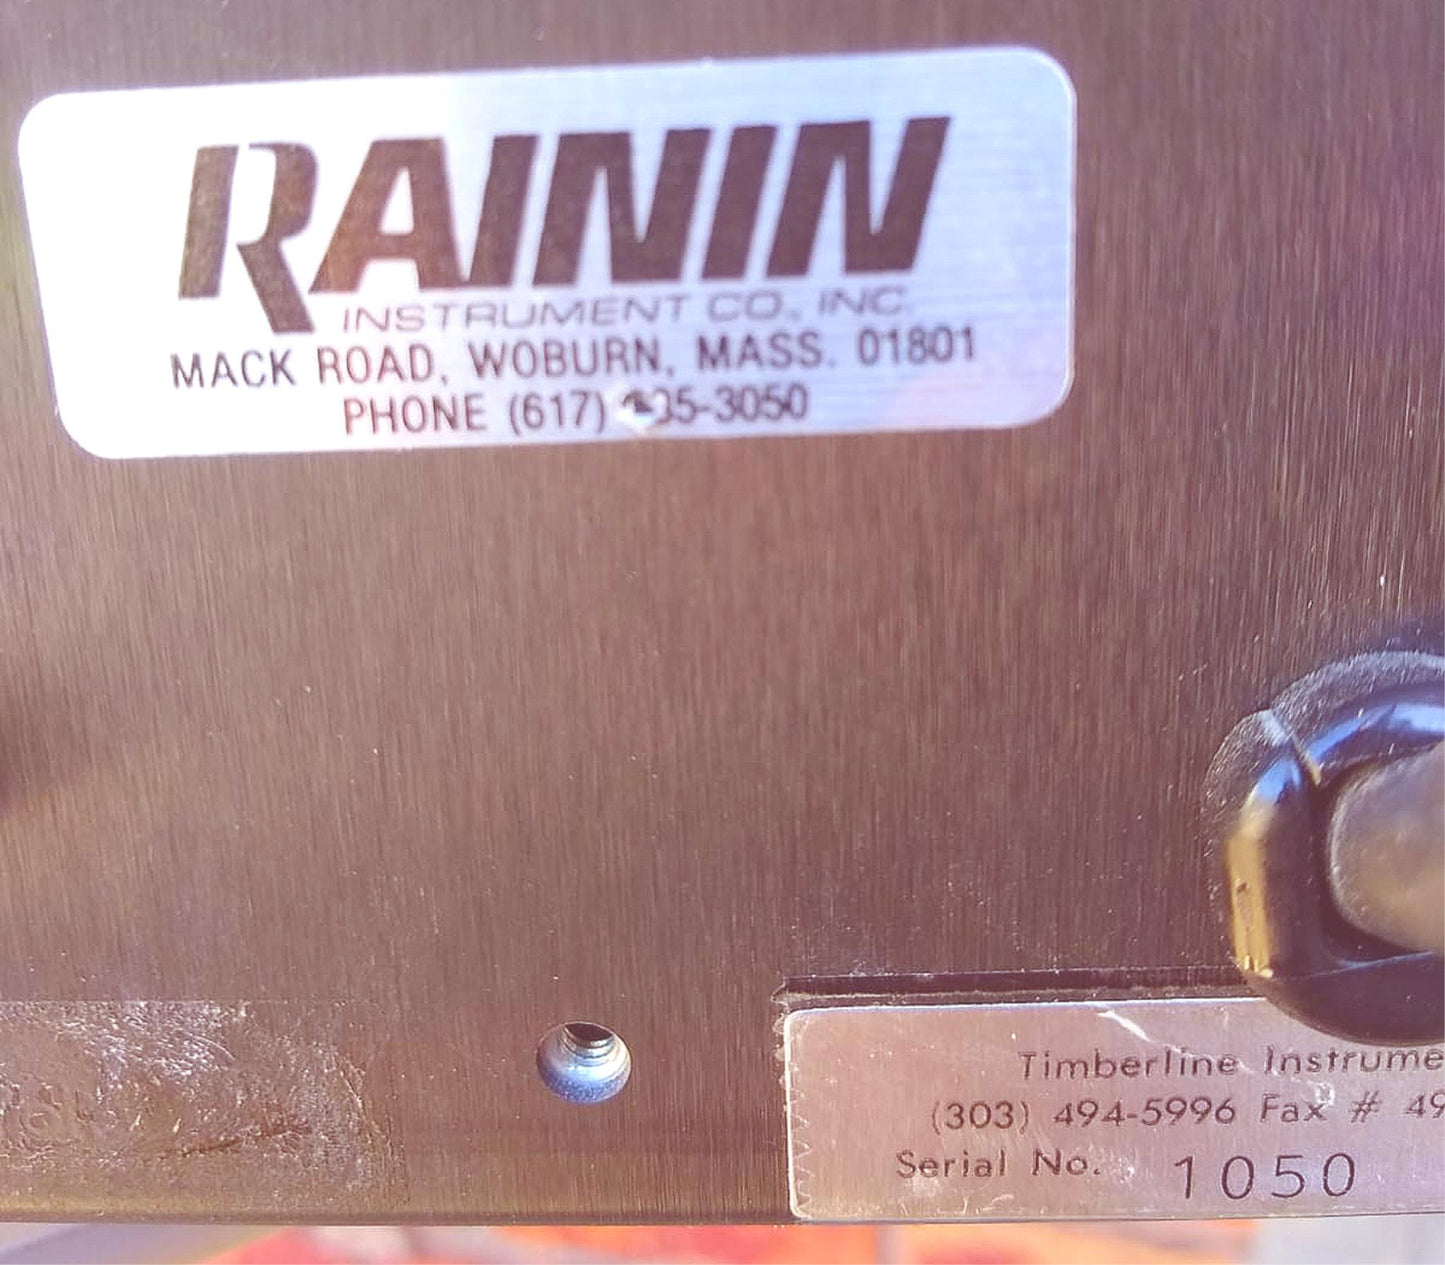 RAININ
INSTRUMENT CO., INC.
MACK ROAD, WOBURN, MASS. 01801
PHONE (617)
Timberline
(303) 494-5996 Fax #
Serial No. 1050